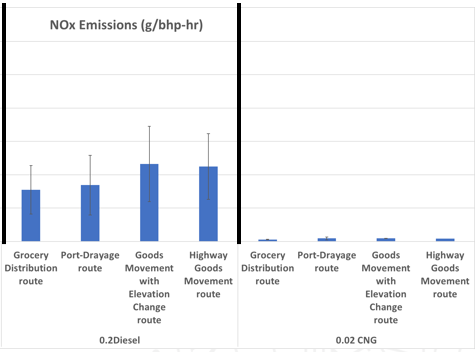 NOx Emissions (g/bhp-hr)
Grocery
Distribution
route
Port-Drayage
route
Goods
Movement
with
Elevation
Change
route
Highway
Goods
Movement
route
Grocery
Distribution
route
Port-Drayage
route
Goods
Movement
with
Elevation
Change
route
Highway
Goods
Movement
route
0.2Diesel
0.02 CNG